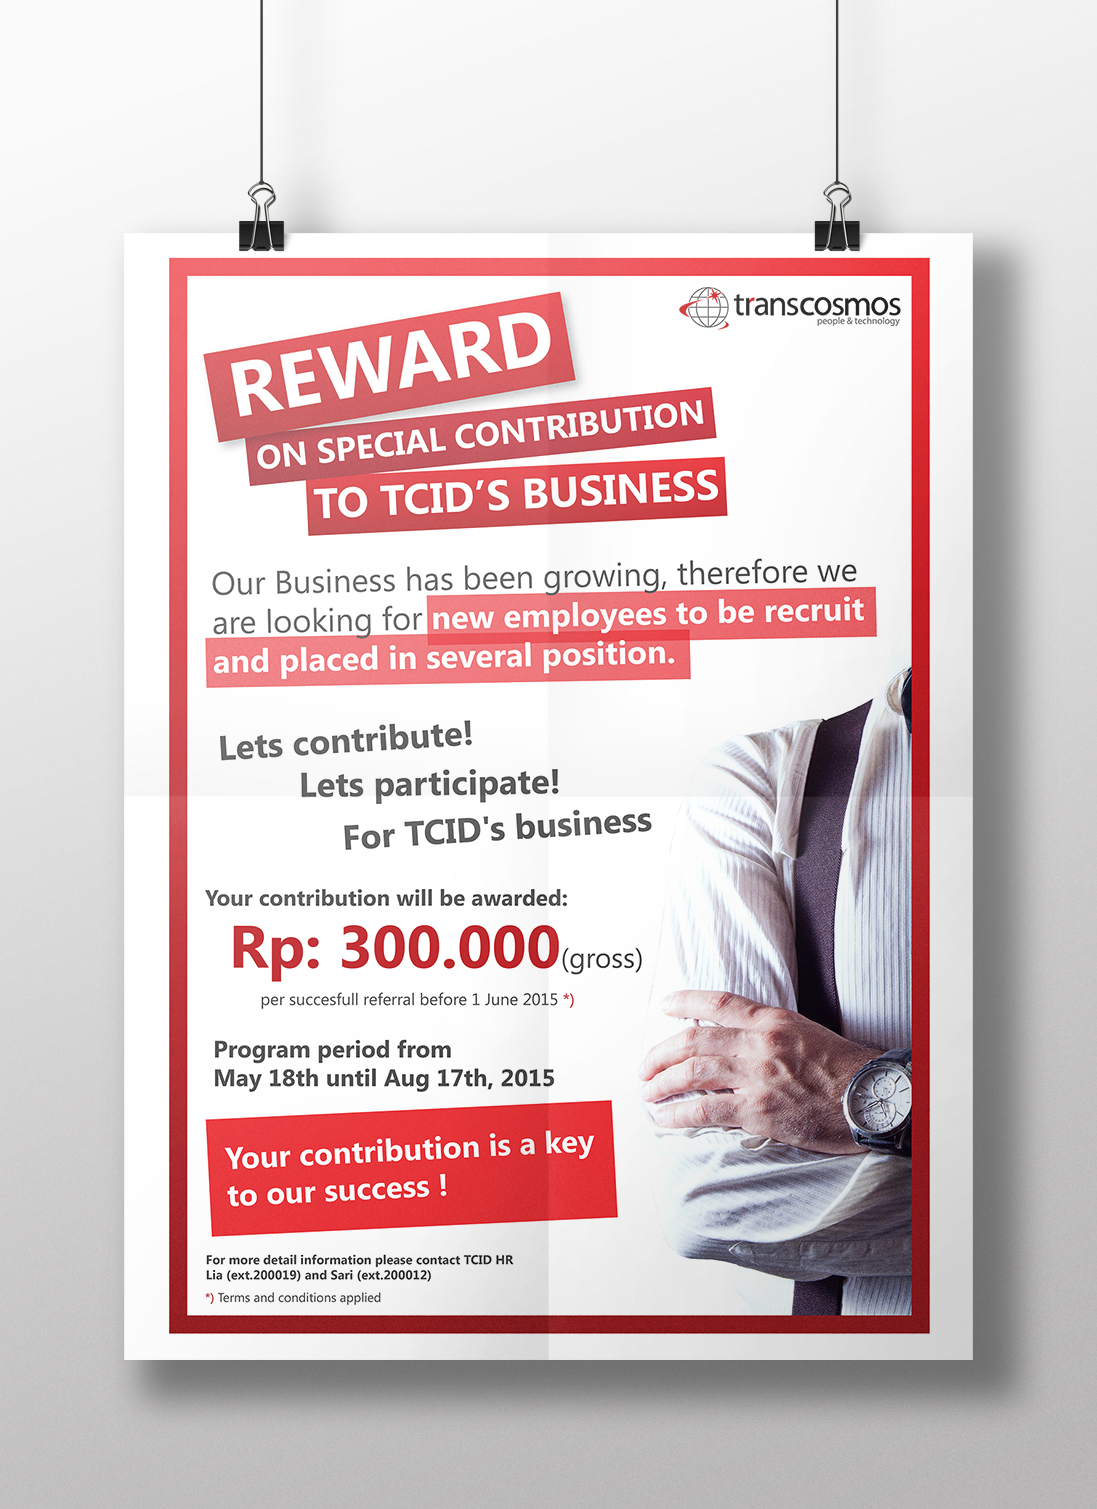 transcosmos
people & technology
REWARD
ON SPECIAL CONTRIBUTION
TO TCID'S BUSINESS
Our Business has been growing, therefore we
are looking for new employees to be recruit
and placed in several position.
Lets contribute!
Lets participate!
For TCID's business
Your contribution will be awarded:
Rp: 300.000(gross)
per succesfull referral before 1 June 2015 *)
Program period from
May 18th until Aug 17th, 2015
Your contribution is a key
to our success !
For more detail information please contact TCID HR
Lia (ext.200019) and Sari (ext.200012)
*) Terms and conditions applied